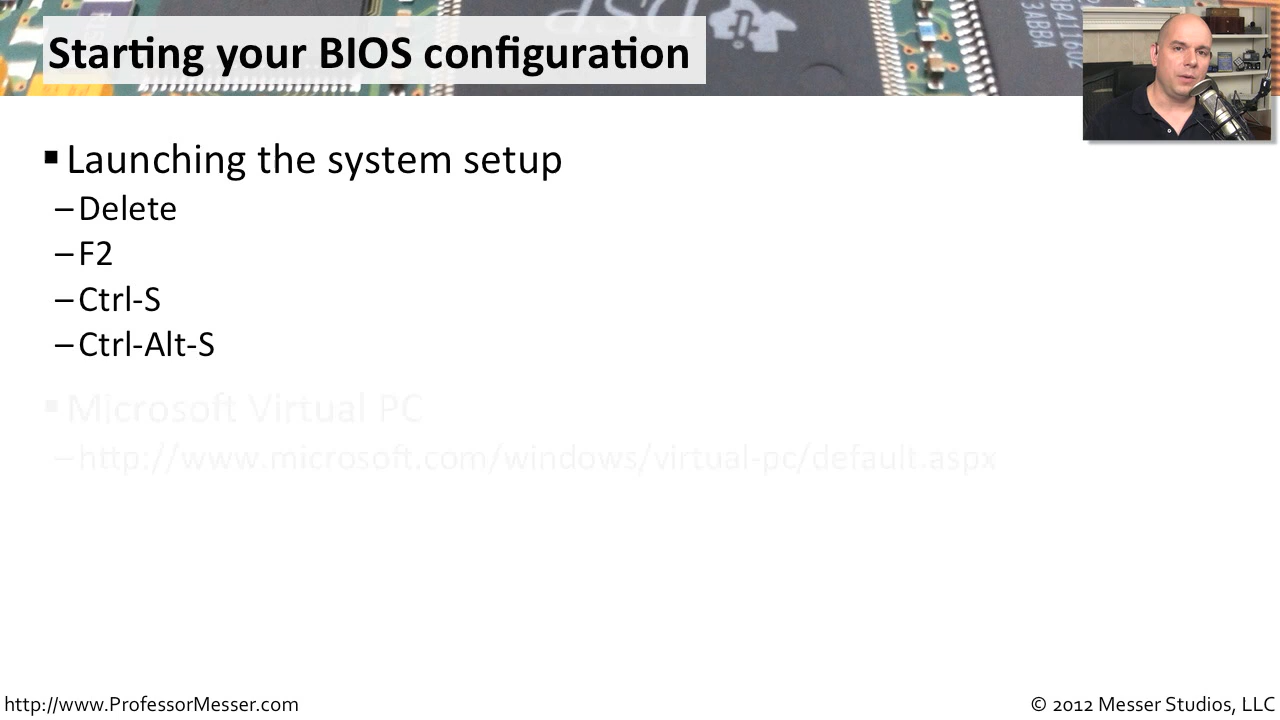 Starting your BIOS configuration
▪ Launching the system setup
– Delete
– F2
– Ctrl-S
– Ctrl-Alt-S
▪ Microsoft Virtual PC
– http://www.microsoft.com/windows/virtual-pc/default.aspx
http://www.ProfessorMesser.com
© 2012 Messer Studios, LLC